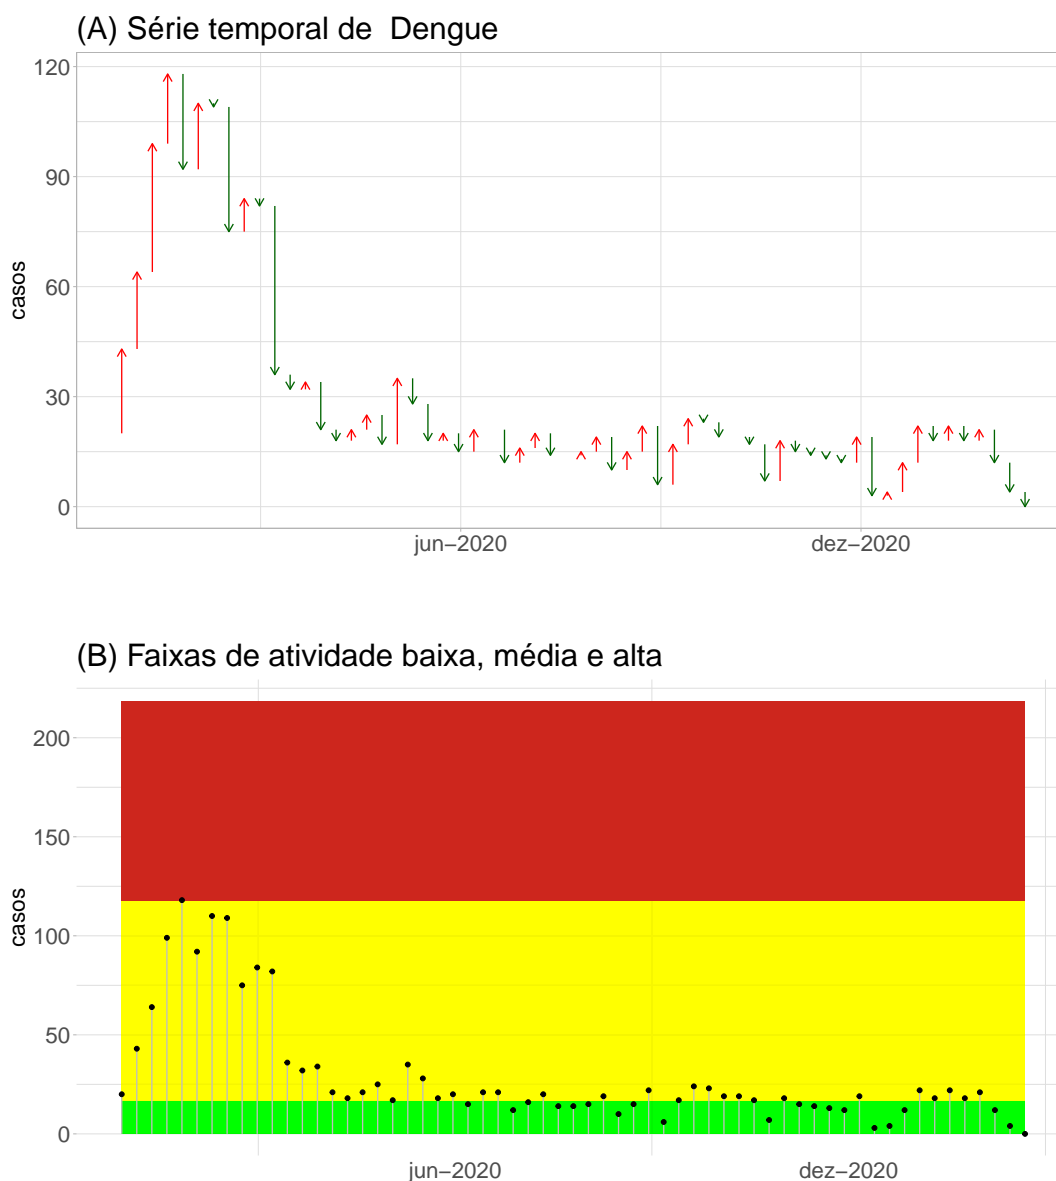 (A) Série temporal de  Dengue
120
90
60
30
0
casos
jun−2020
dez−2020
(B) Faixas de atividade baixa, média e alta
200
150
100
50
0
casos
jun−2020
dez−2020